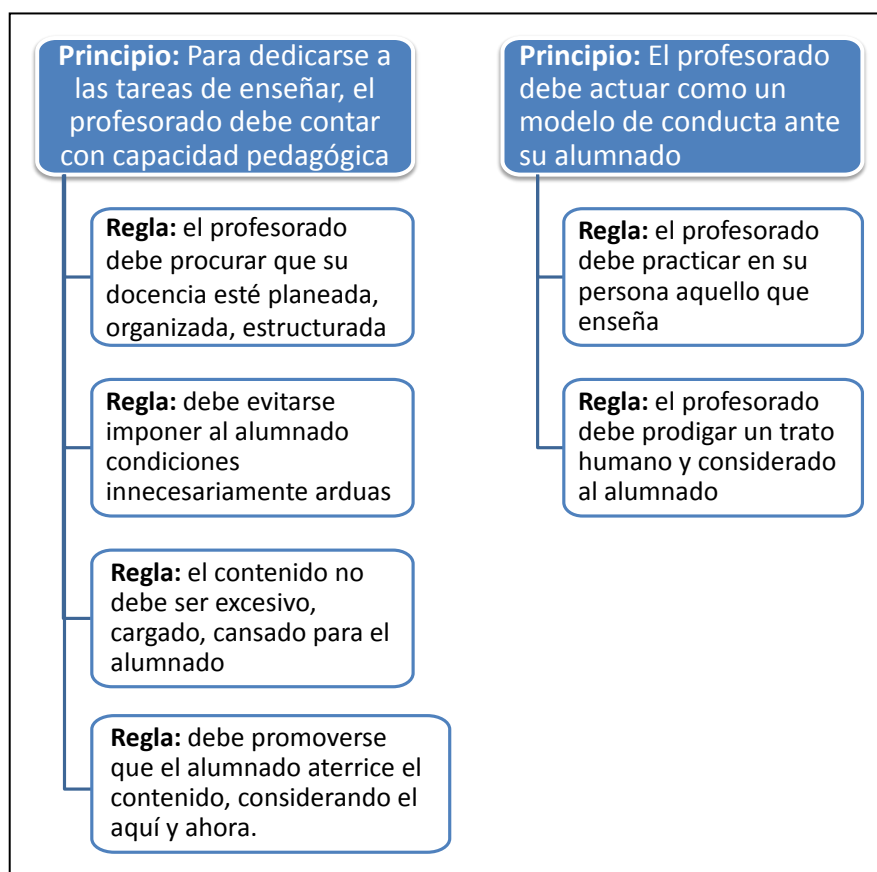 Principio: Para dedicarse a
las tareas de enseñar, el
profesorado debe contar
con capacidad pedagógica
Regla: el profesorado
debe procurar que su
docencia esté planeada,
organizada, estructurada
Regla: debe evitarse
imponer al alumnado
condiciones
innecesariamente arduas
Regla: el contenido no
debe ser excesivo,
cargado, cansado para el
alumnado
Regla: debe promoverse
que el alumnado aterrice el
contenido, considerando el
aquí y ahora.
Principio: El profesorado
debe actuar como un
modelo de conducta ante
su alumnado
Regla: el profesorado
debe practicar en su
persona aquello que
enseña
Regla: el profesorado
debe prodigar un trato
humano y considerado
al alumnado